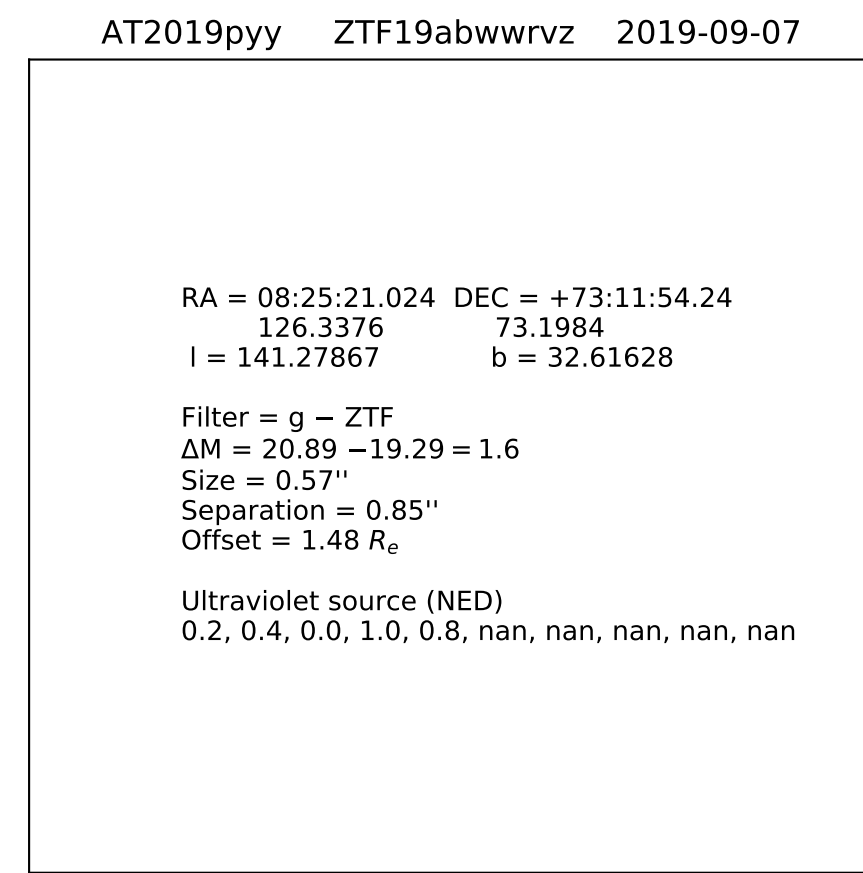 AT2019pyy ZTF19abwwrvz 2019-09-07
RA = 08:25:21.024 DEC = +73:11:54.24
126.3376 73.1984
l = 141.27867 b = 32.61628
Filter = g − ZTF
ΔM = 20.89 −19.29 = 1.6
Size = 0.57''
Separation = 0.85''
Offset = 1.48 Re
Ultraviolet source (NED)
0.2, 0.4, 0.0, 1.0, 0.8, nan, nan, nan, nan, nan